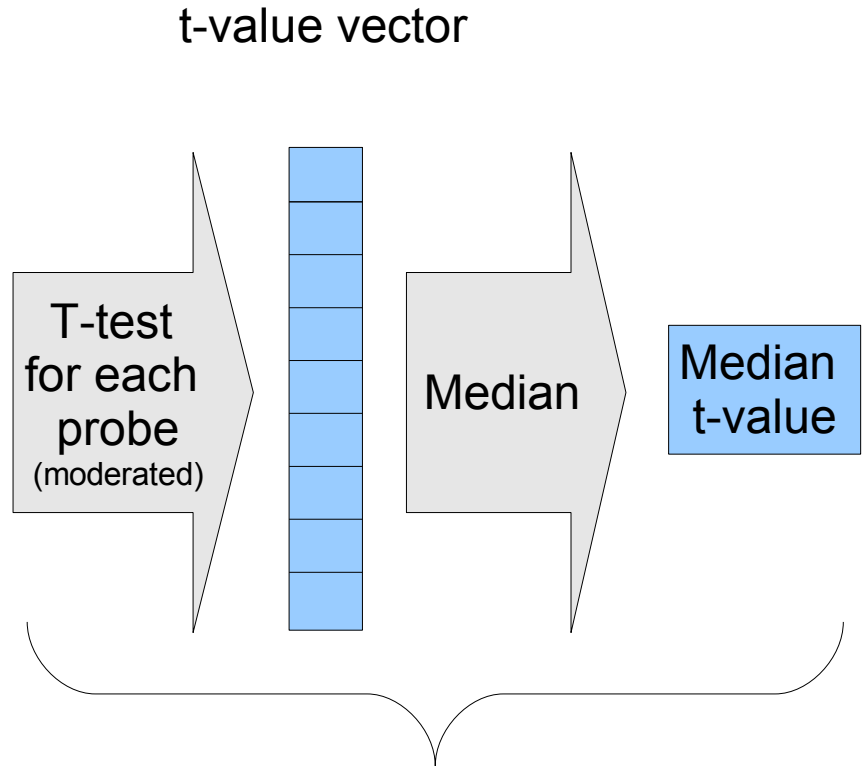 t-value vector
T-test
for each
probe
(moderated)
Median
Median
t-value